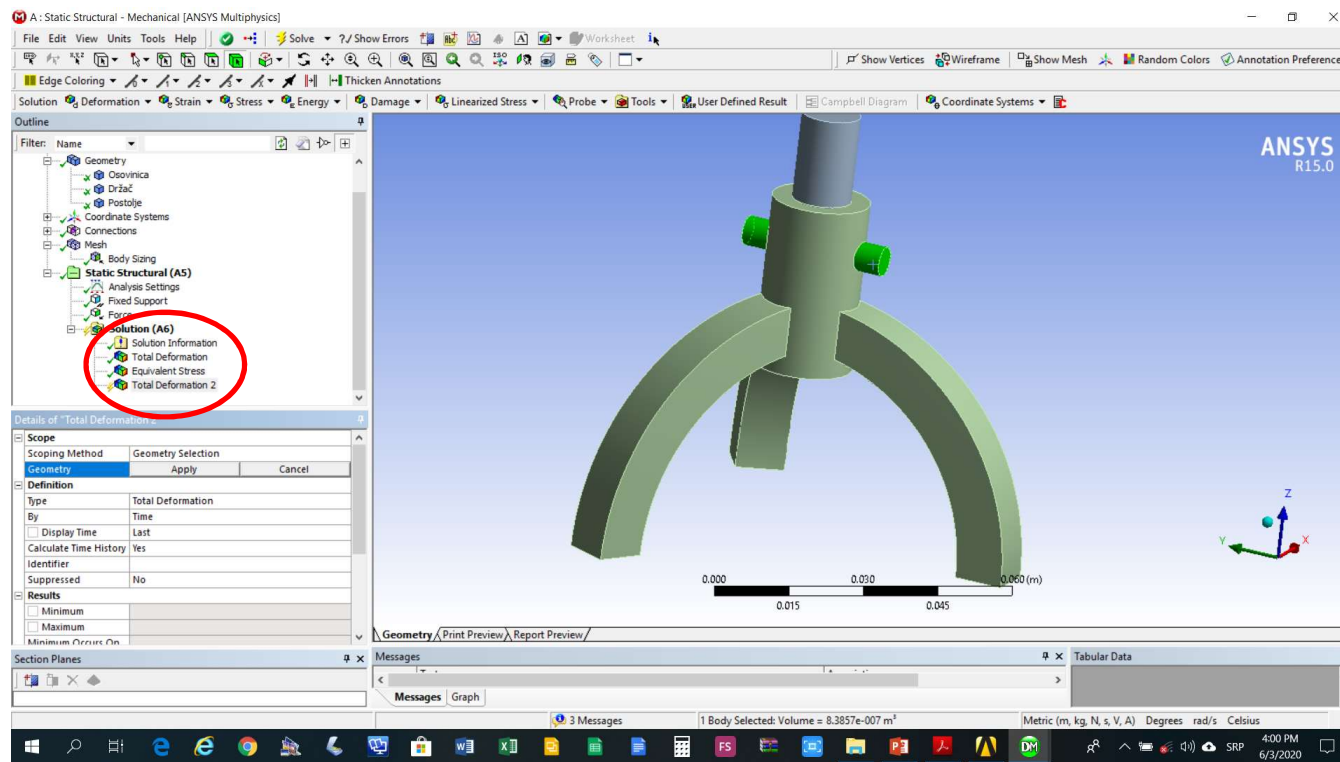 A : Static Structural - Mechanical [ANSYS Multiphysics]
File Edit View Units Tools Help Solve ?✓ Show Errors A Worksheet
ISO
Show Vertices Wireframe Show Mesh Random Colors Annotation Preference
Edge Coloring Thicken Annotations
Solution Deformation Strain Stress Energy Damage Linearized Stress Probe Tools User Defined Result Campbell Diagram Coordinate Systems
Outline
Filter: Name
Geometry
Osovinica
Držač
Postolje
Coordinate Systems
Connections
Mesh
Body Sizing
Static Structural (A5)
Analysis Settings
Fixed Support
Force
Solution (A6)
Solution Information
Total Deformation
Equivalent Stress
Total Deformation 2
Details of "Total Deformation 2"
Scope
Scoping Method Geometry Selection
Geometry Apply Cancel
Definition
Type Total Deformation
By Time
Display Time Last
Calculate Time History Yes
Identifier
Suppressed No
Results
Minimum
Maximum
Minimum Occurs On
Section Planes
ANSYS
R15.0
Z
Y X
0.000 0.030 0.060 (m)
0.015 0.045
Geometry Print Preview Report Preview
Messages
Messages Graph
Tabular Data
3 Messages 1 Body Selected: Volume = 8.3857e-007 m³ Metric (m, kg, N, s, V, A) Degrees rad/s Celsius
FS DM SRP 4:00 PM
6/3/2020